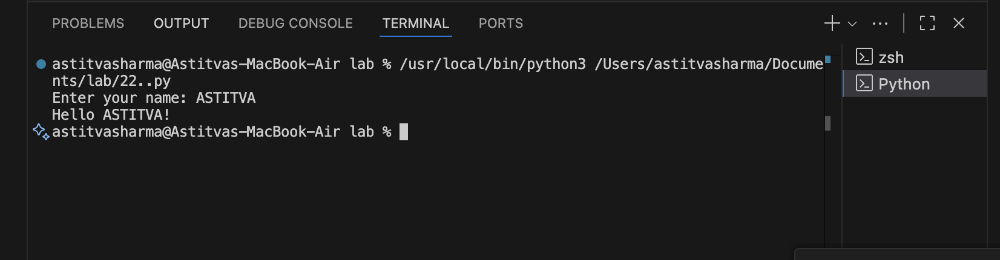 PROBLEMS OUTPUT DEBUG CONSOLE TERMINAL PORTS
astitvasharma@Astitvas-MacBook-Air lab % /usr/local/bin/python3 /Users/astitvasharma/Docume
nts/lab/22..py
Enter your name: ASTITVA
Hello ASTITVA!
astitvasharma@Astitvas-MacBook-Air lab %
zsh
Python